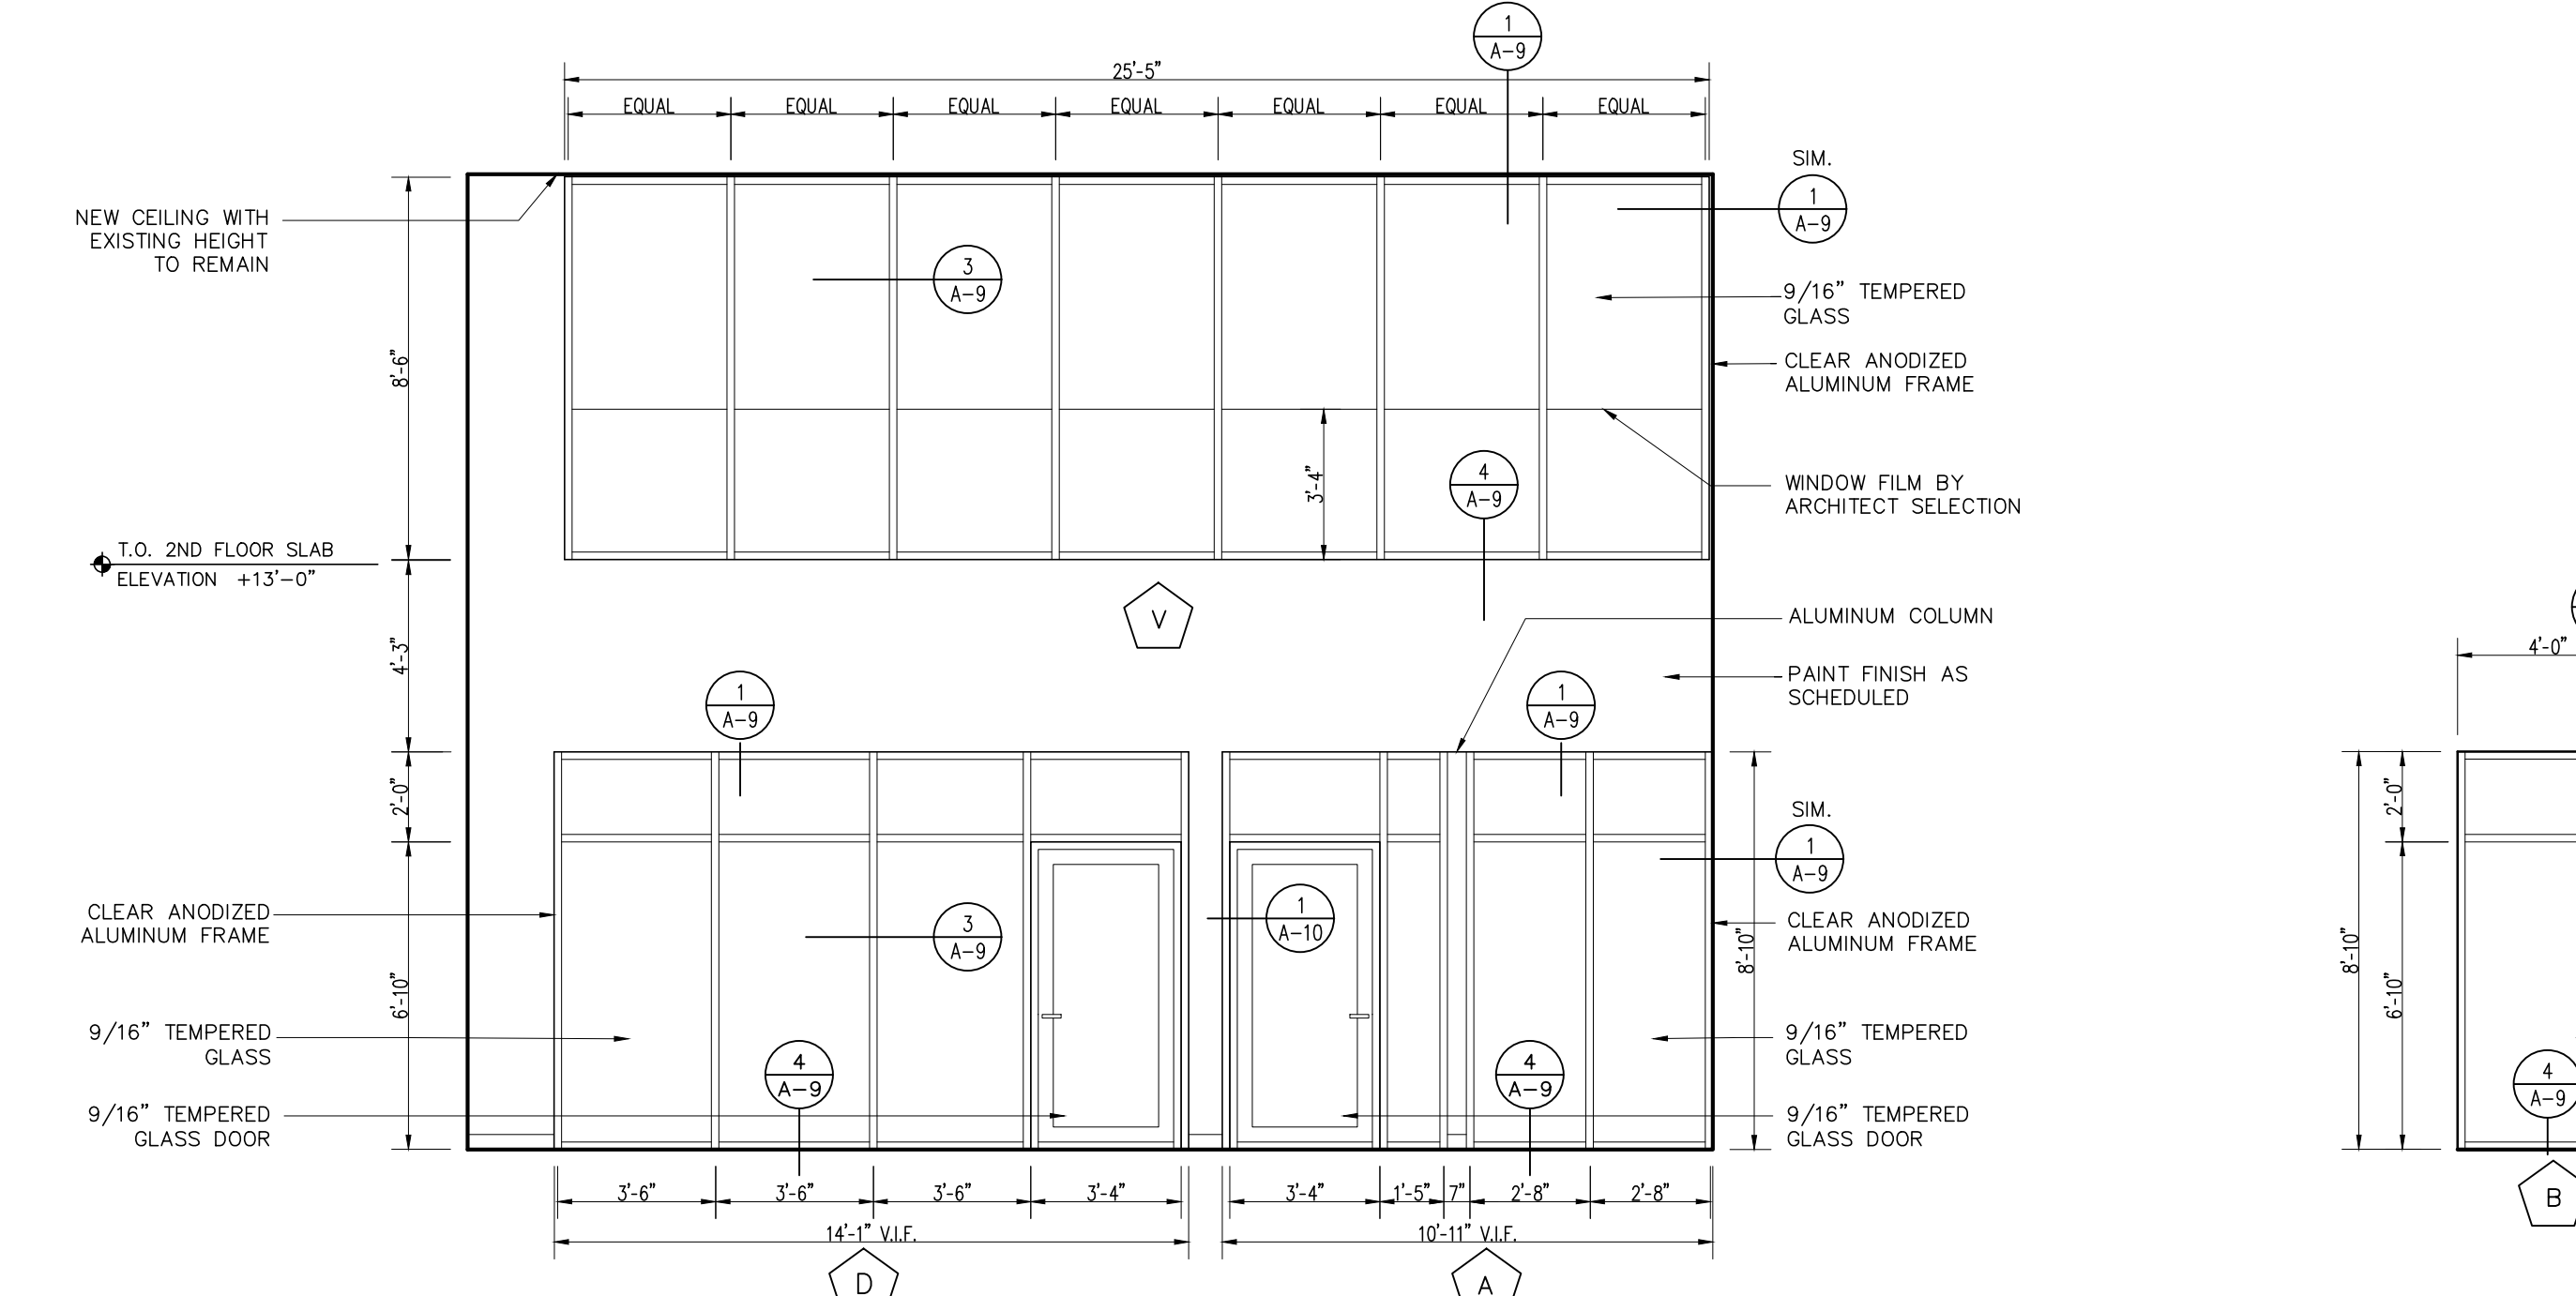 1
A-9
25'-5"
EQUAL EQUAL EQUAL EQUAL EQUAL EQUAL EQUAL
SIM.
1
A-9
NEW CEILING WITH
EXISTING HEIGHT
TO REMAIN
3
A-9
9/16" TEMPERED
GLASS
8'-6"
CLEAR ANODIZED
ALUMINUM FRAME
3'-4"
4
A-9
WINDOW FILM BY
ARCHITECT SELECTION
T.O. 2ND FLOOR SLAB
ELEVATION +13'-0"
V
ALUMINUM COLUMN
4'-3"
4'-0"
PAINT FINISH AS
SCHEDULED
1
A-9
1
A-9
2'-0"
2'-0"
SIM.
1
A-9
CLEAR ANODIZED
ALUMINUM FRAME
3
A-9
1
A-10
CLEAR ANODIZED
ALUMINUM FRAME
8'-10"
8'-10"
6'-10"
6'-10"
9/16" TEMPERED
GLASS
4
A-9
4
A-9
9/16" TEMPERED
GLASS
4
A-9
9/16" TEMPERED
GLASS DOOR
9/16" TEMPERED
GLASS DOOR
3'-6" 3'-6" 3'-6" 3'-4" 3'-4" 1'-5" 7" 2'-8" 2'-8"
B
14'-1" V.I.F. 10'-11" V.I.F.
D A